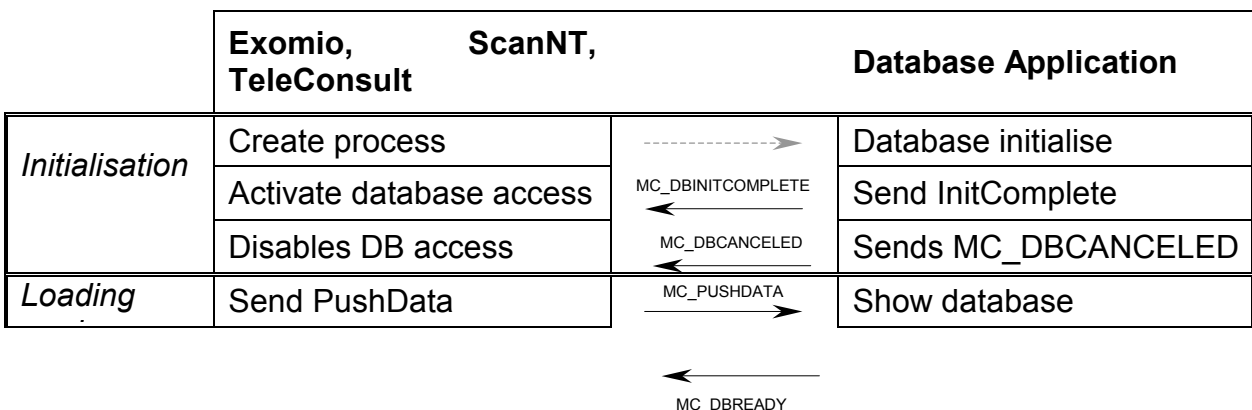 Exomio, ScanNT,
TeleConsult
Database Application
Initialisation
Create process
Database initialise
Activate database access
MC_DBINITCOMPLETE
Send InitComplete
Disables DB access
MC_DBCANCELED
Sends MC_DBCANCELED
Loading
Send PushData
MC_PUSHDATA
Show database
MC_DBREADY